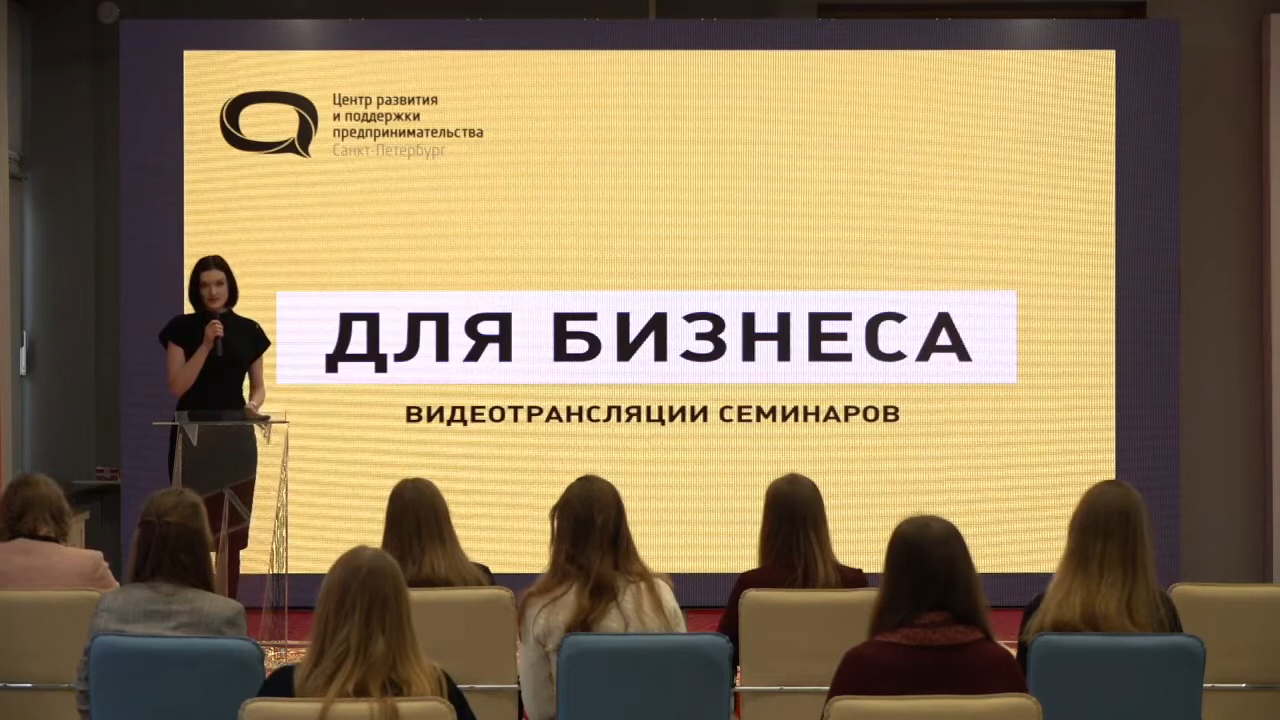 Центр развития
и поддержки
предпринимательства
Санкт-Петербург
ДЛЯ БИЗНЕСА
ВИДЕОТРАНСЛЯЦИИ СЕМИНАРОВ